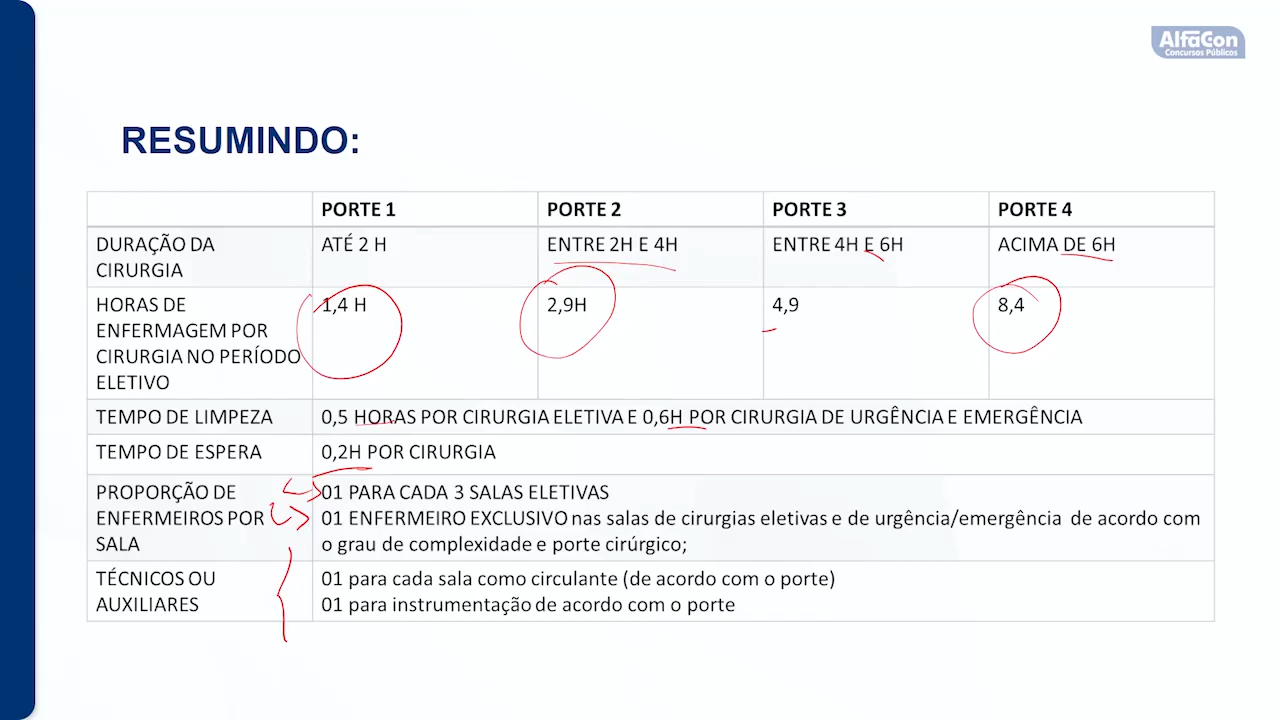 AlfaCon
Concursos Públicos
RESUMINDO:
PORTE 1 PORTE 2 PORTE 3 PORTE 4
DURAÇÃO DA CIRURGIA ATÉ 2 H ENTRE 2H E 4H ENTRE 4H E 6H ACIMA DE 6H
HORAS DE ENFERMAGEM POR CIRURGIA NO PERÍODO ELETIVO 1,4 H 2,9H 4,9 8,4
TEMPO DE LIMPEZA 0,5 HORAS POR CIRURGIA ELETIVA E 0,6H POR CIRURGIA DE URGÊNCIA E EMERGÊNCIA
TEMPO DE ESPERA 0,2H POR CIRURGIA
PROPORÇÃO DE ENFERMEIROS POR SALA
01 PARA CADA 3 SALAS ELETIVAS
01 ENFERMEIRO EXCLUSIVO nas salas de cirurgias eletivas e de urgência/emergência de acordo com
o grau de complexidade e porte cirúrgico;
TÉCNICOS OU AUXILIARES
01 para cada sala como circulante (de acordo com o porte)
01 para instrumentação de acordo com o porte